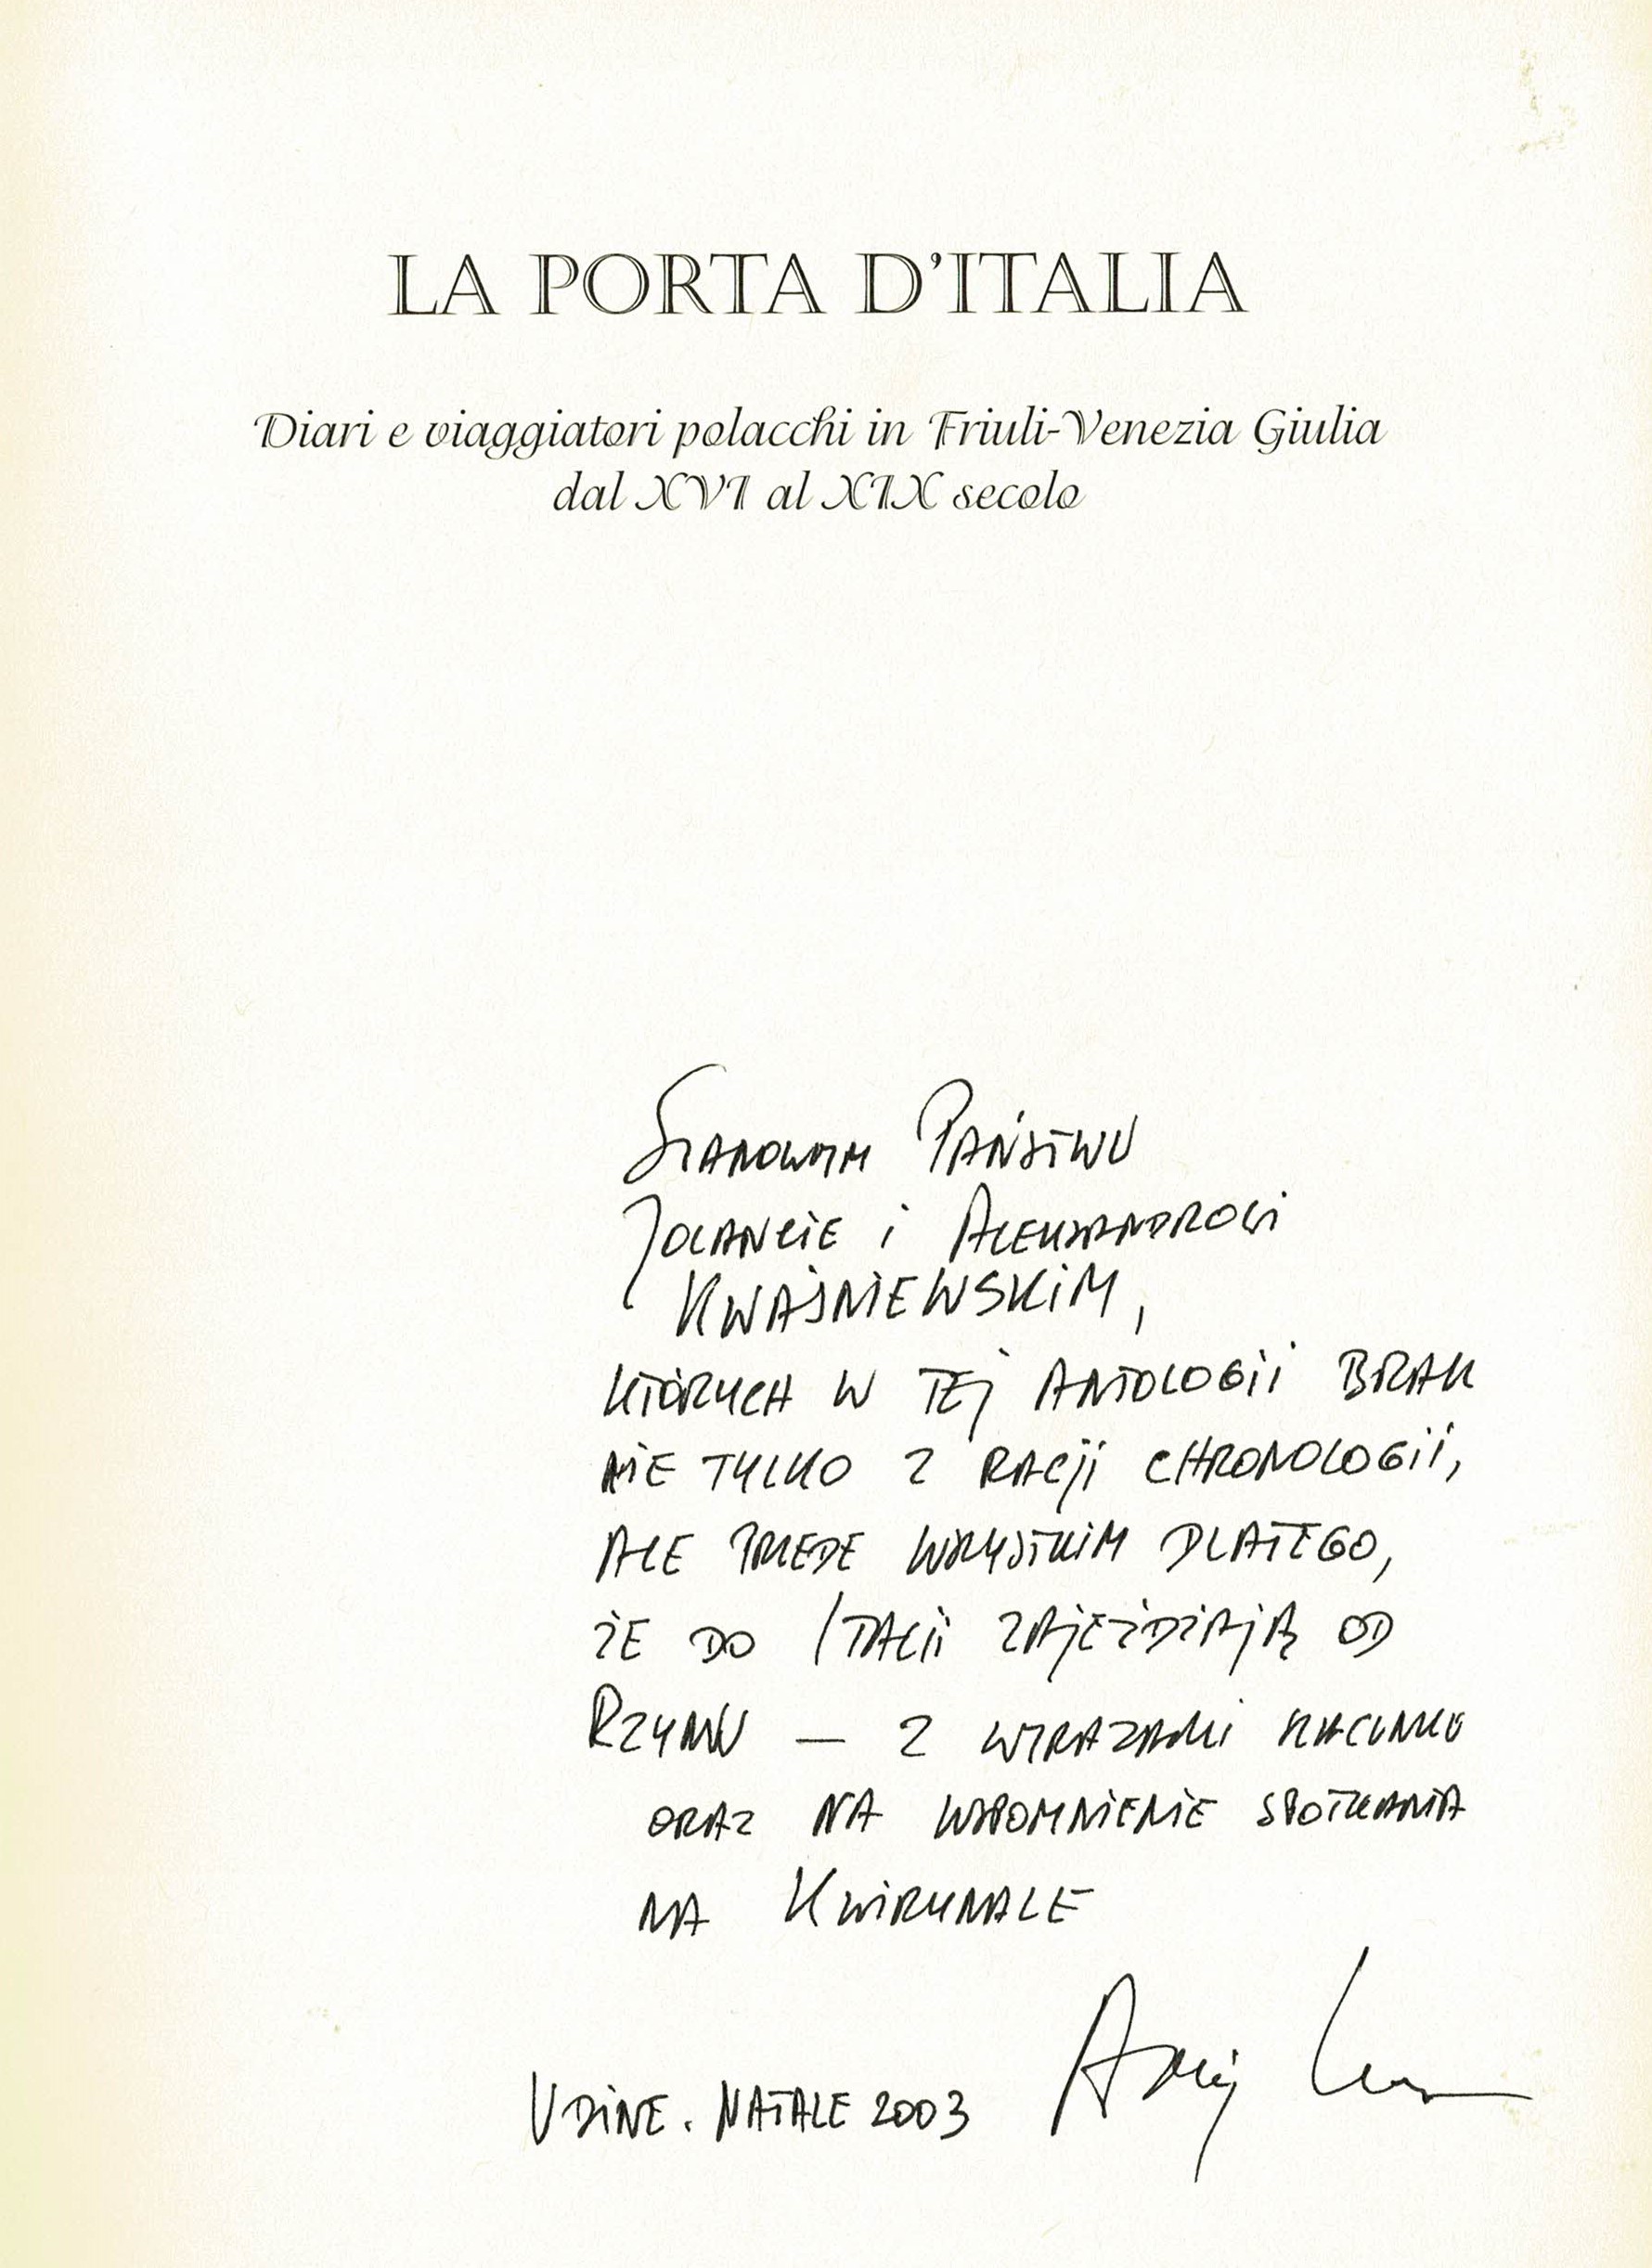 LA PORTA D'ITALIA
Diari e viaggiatori polacchi in Friuli-Venezia Giulia
dal XVI al XIX secolo
SZANOWNYM PAŃSTWU
JOLANCIE i ALEKSANDROWI
KWAŚNIEWSKIM,
KTÓRYCH W TEJ ANTOLOGII BRAK
NIE TYLKO Z RACJI CHRONOLOGII,
ALE PRZEDE WSZYSTKIM DLATEGO,
ŻE DO ITALII ZAJEŻDŻAJĄ OD
RZYMU — Z WYRAZAMI SZACUNKU
ORAZ NA WSPOMNIENIE SPOTKANIA
NA KWIRYNALE
UDINE. NATALE 2003